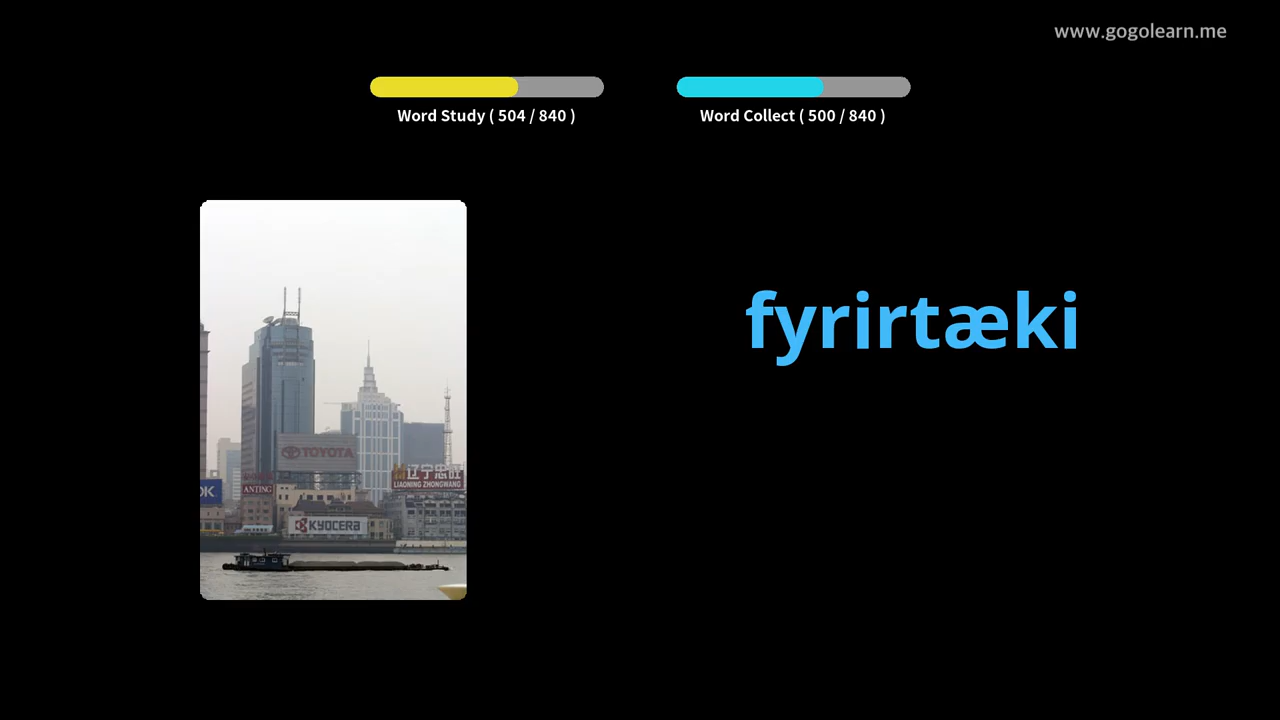 www.gogolearn.me
Word Study ( 504 / 840 )
Word Collect ( 500 / 840 )
fyrirtæki
TOYOTA
辽宁忠旺
LIAONING ZHONGWANG
OK
ANTING
KYOCERA